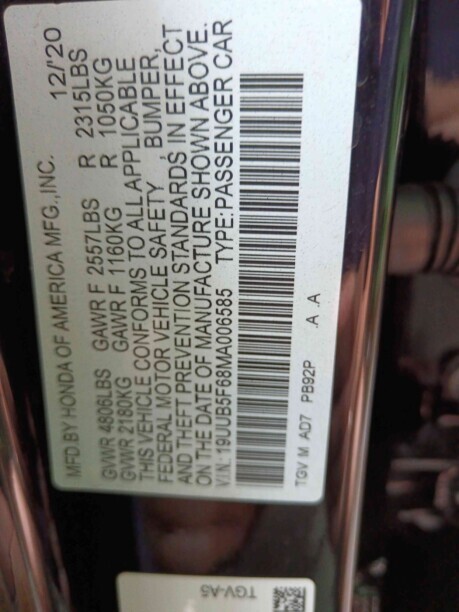 MFD.BY HONDA OF AMERICA MFG.,INC. 12/'20
GVWR 4806LBS GAWR F 2557LBS R 2315LBS
GVWR 2180KG GAWR F 1160KG R 1050KG
THIS VEHICLE CONFORMS TO ALL APPLICABLE
FEDERAL MOTOR VEHICLE SAFETY , BUMPER,
AND THEFT PREVENTION STANDARDS IN EFFECT
ON THE DATE OF MANUFACTURE SHOWN ABOVE.
V.I.N.: 19UUB5F68MA006585 TYPE:PASSENGER CAR
TGV M AD7 PB92P .A .A
TGV-A5